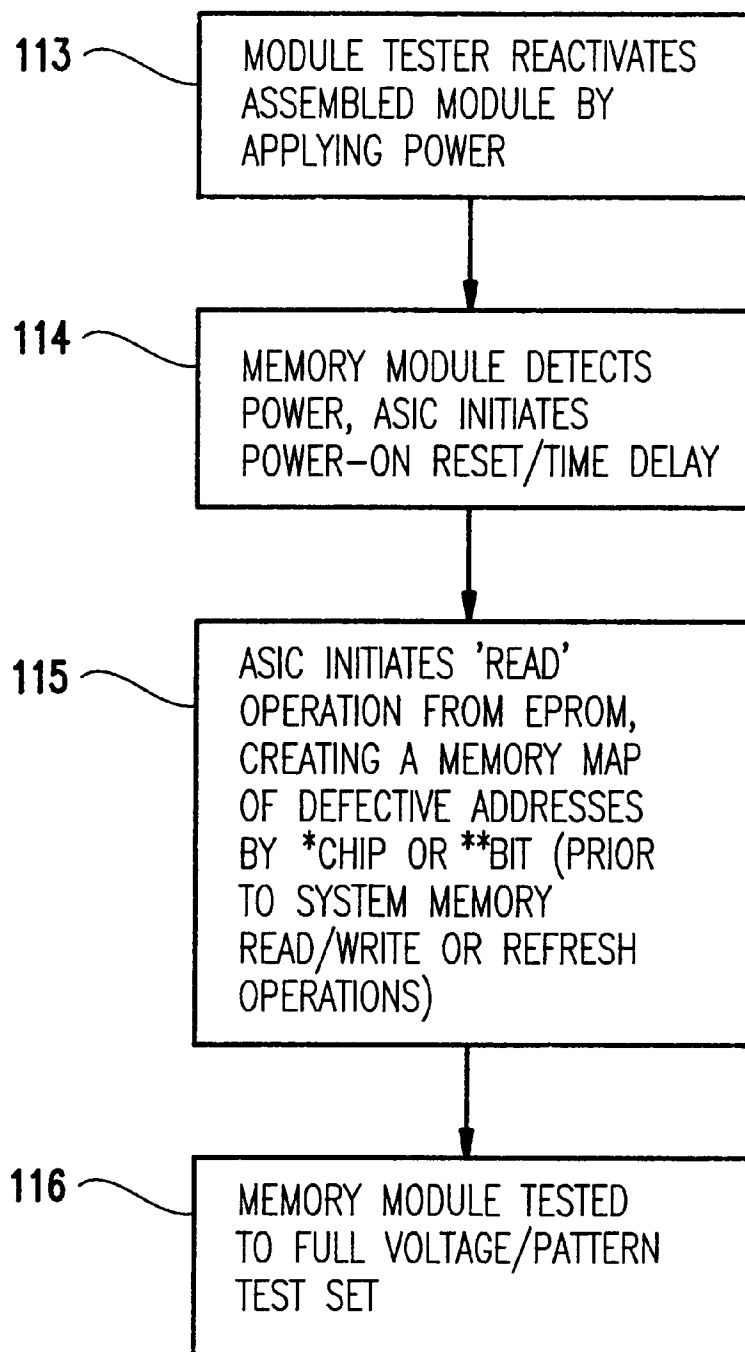 113
MODULE TESTER REACTIVATES
ASSEMBLED MODULE BY
APPLYING POWER
114
MEMORY MODULE DETECTS
POWER, ASIC INITIATES
POWER-ON RESET/TIME DELAY
115
ASIC INITIATES 'READ'
OPERATION FROM EPROM,
CREATING A MEMORY MAP
OF DEFECTIVE ADDRESSES
BY *CHIP OR **BIT (PRIOR
TO SYSTEM MEMORY
READ/WRITE OR REFRESH
OPERATIONS)
116
MEMORY MODULE TESTED
TO FULL VOLTAGE/PATTERN
TEST SET